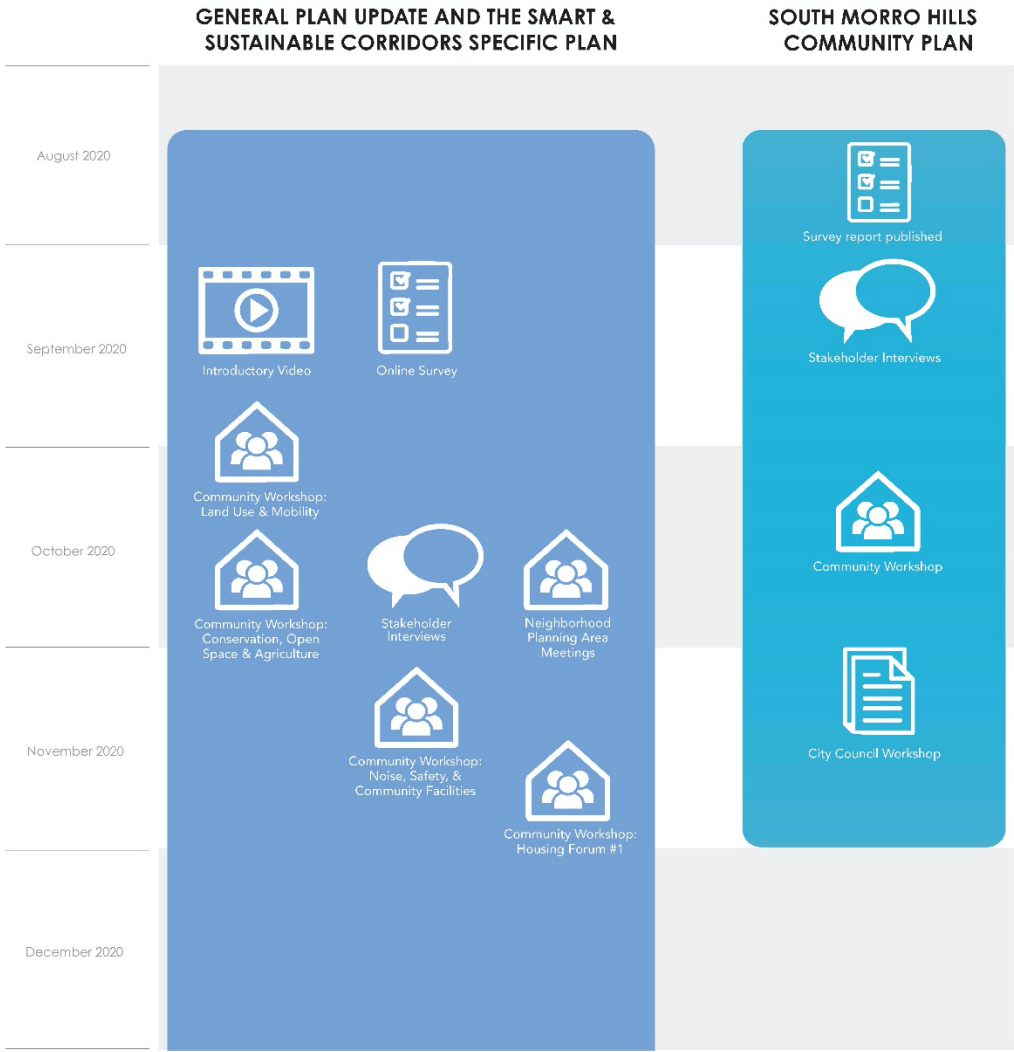 GENERAL PLAN UPDATE AND THE SMART &
SUSTAINABLE CORRIDORS SPECIFIC PLAN
SOUTH MORRO HILLS
COMMUNITY PLAN
August 2020
Survey report published
September 2020
Introductory Video
Online Survey
Stakeholder Interviews
Community Workshop:
Land Use & Mobility
October 2020
Community Workshop:
Conservation, Open
Space & Agriculture
Stakeholder
Interviews
Neighborhood
Planning Area
Meetings
Community Workshop
November 2020
Community Workshop:
Noise, Safety, &
Community Facilities
Community Workshop:
Housing Forum #1
City Council Workshop
December 2020